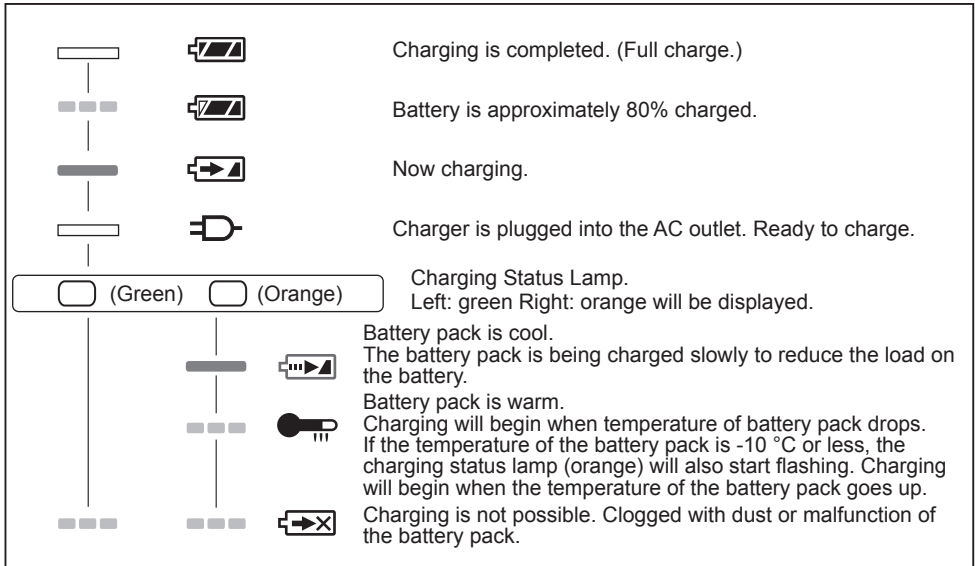 Charging is completed. (Full charge.)
Battery is approximately 80% charged.
Now charging.
Charger is plugged into the AC outlet. Ready to charge.
(Green) (Orange)
Charging Status Lamp.
Left: green Right: orange will be displayed.
Battery pack is cool.
The battery pack is being charged slowly to reduce the load on
the battery.
Battery pack is warm.
Charging will begin when temperature of battery pack drops.
If the temperature of the battery pack is -10 °C or less, the
charging status lamp (orange) will also start flashing. Charging
will begin when the temperature of the battery pack goes up.
Charging is not possible. Clogged with dust or malfunction of
the battery pack.